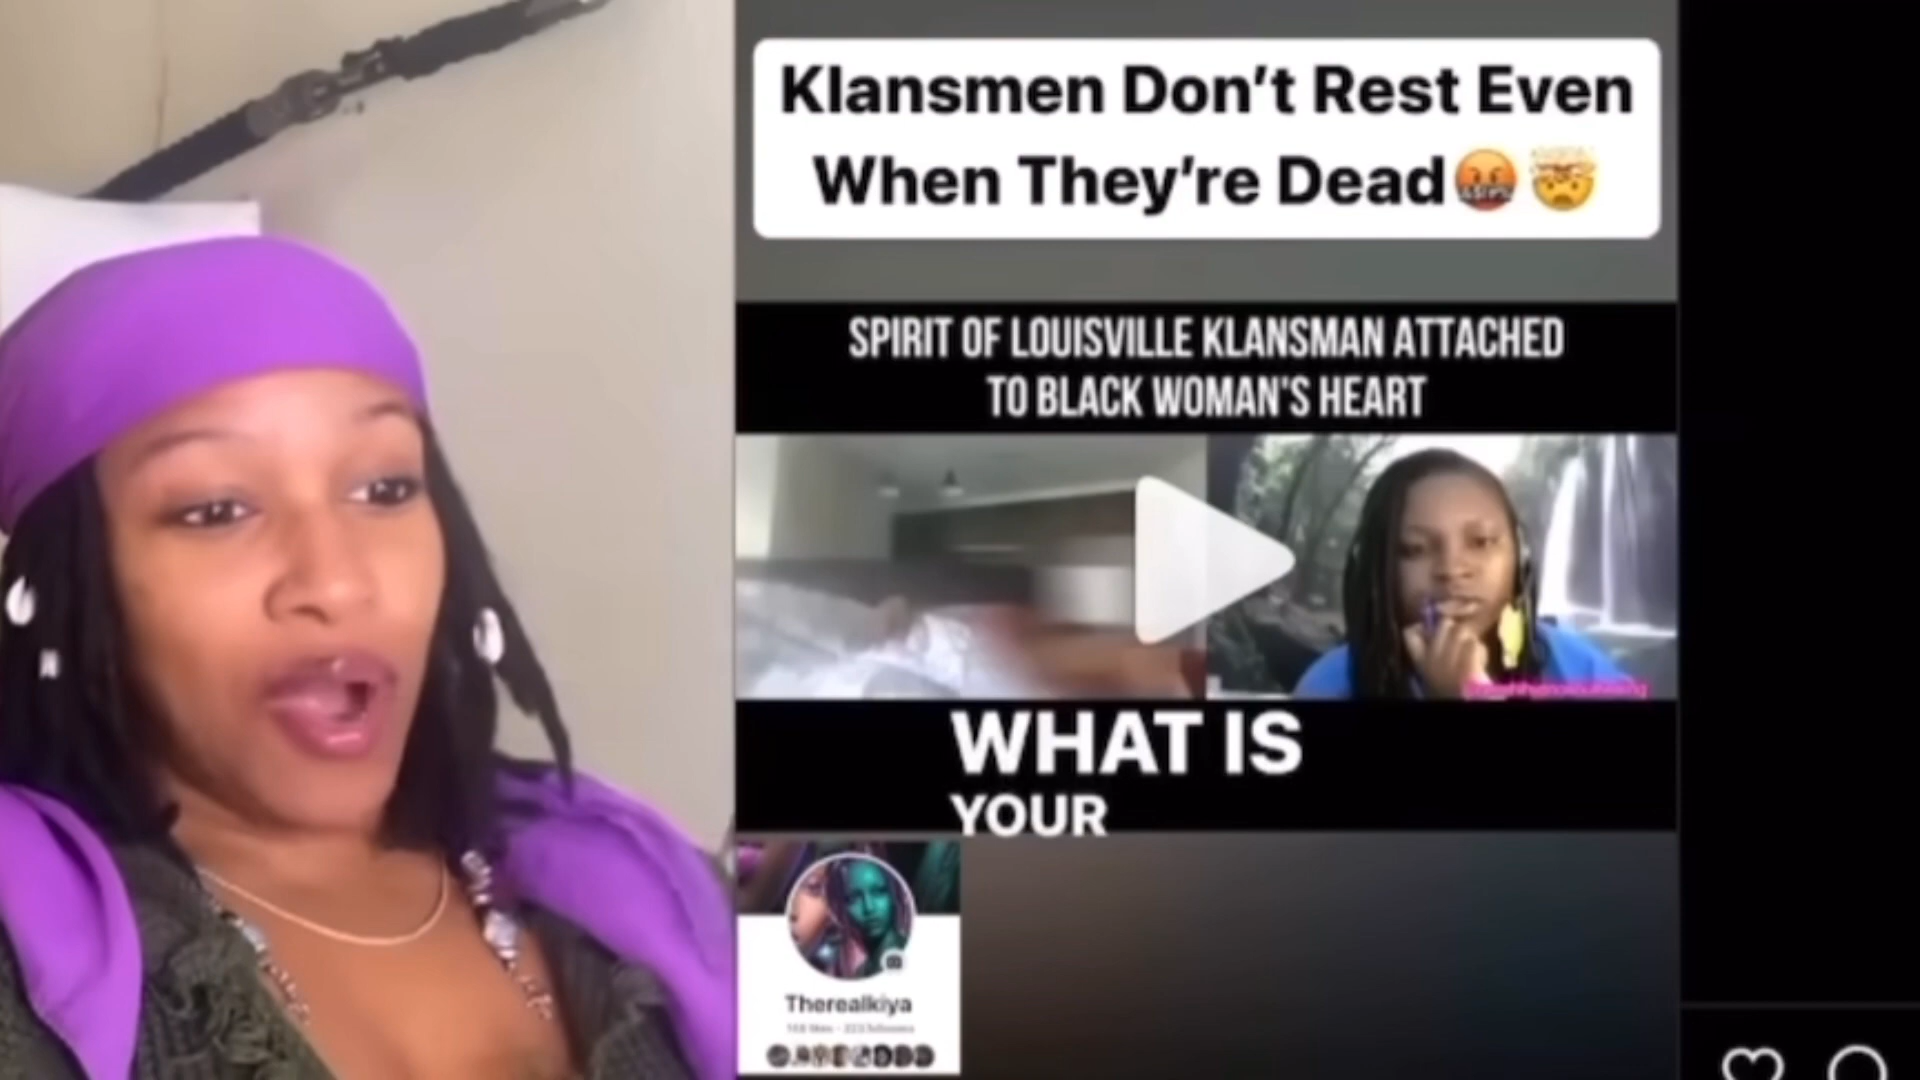 Klansmen Don't Rest Even
When They're Dead🤬🤯
SPIRIT OF LOUISVILLE KLANSMAN ATTACHED
TO BLACK WOMAN'S HEART
WHAT IS
YOUR
Therealkiya